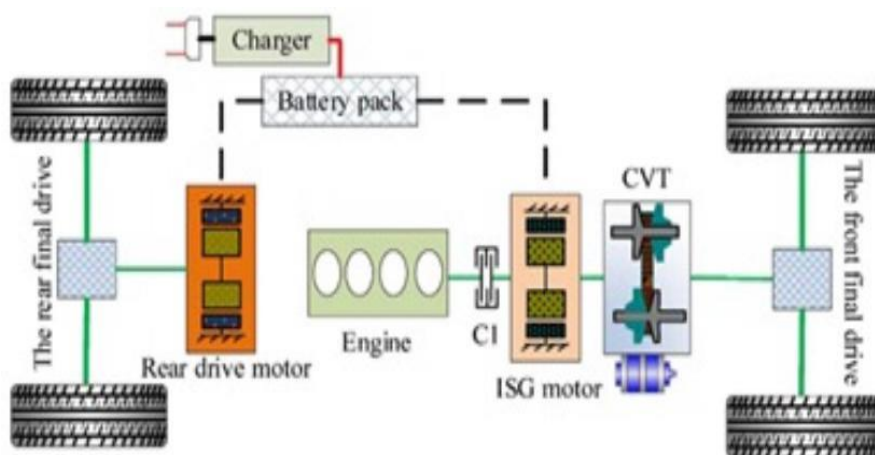 Charger
Battery pack
The rear final drive
CVT
The front final drive
Engine
C1
Rear drive motor
ISG motor